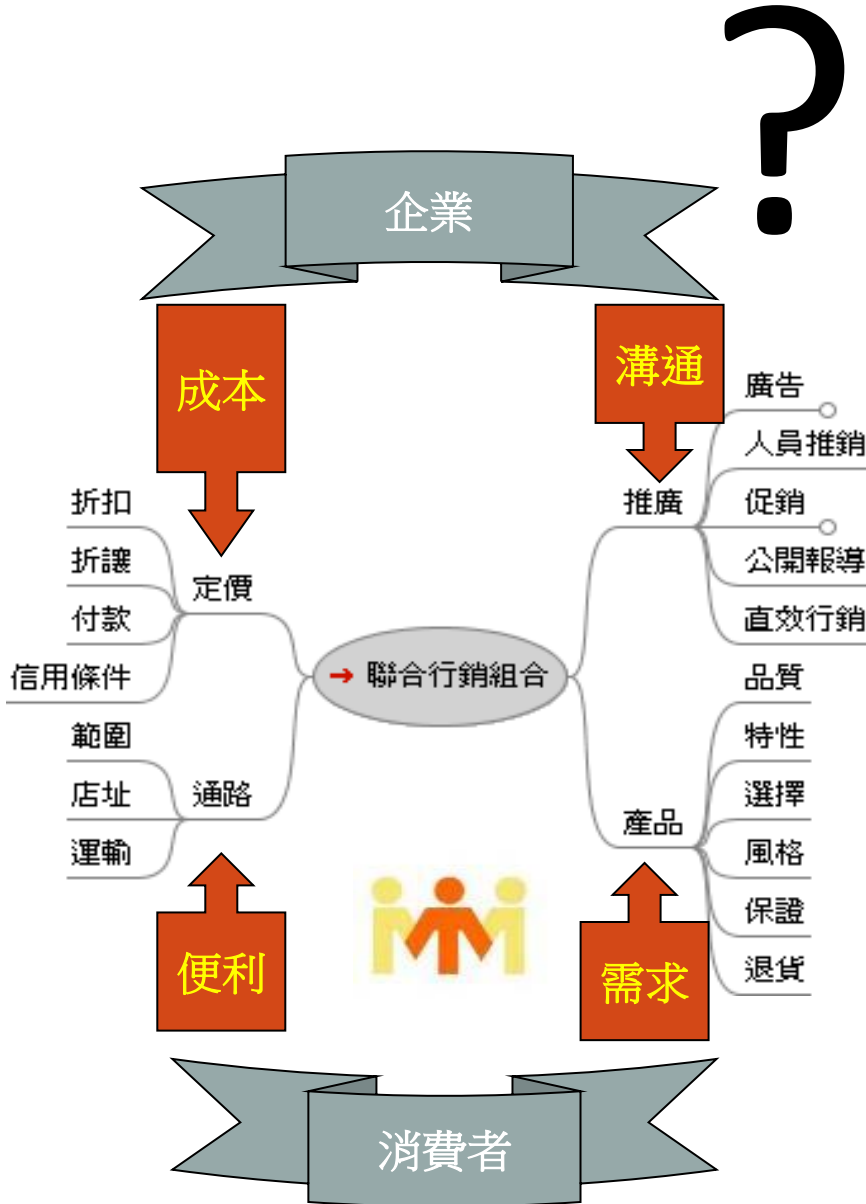 ?
企業
成本
溝通
折扣
折讓
付款
信用條件
定價
範圍
店址
運輸
通路
聯合行銷組合
推廣
廣告
人員推銷
促銷
公開報導
直效行銷
產品
品質
特性
選擇
風格
保證
退貨
便利
需求
消費者